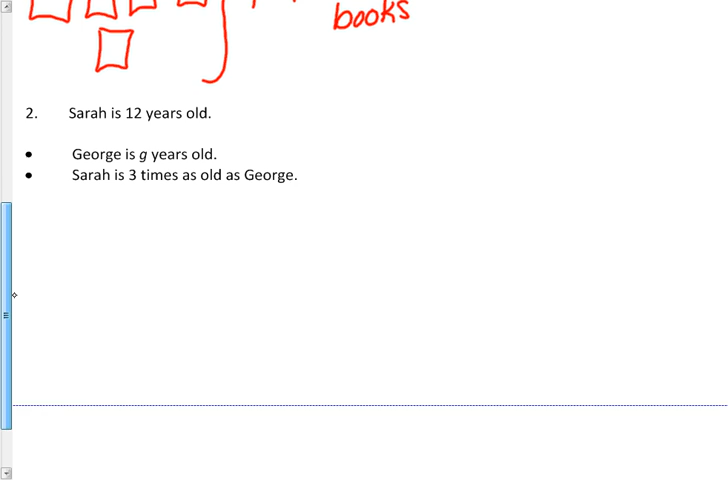 books
2. Sarah is 12 years old.
• George is g years old.
• Sarah is 3 times as old as George.